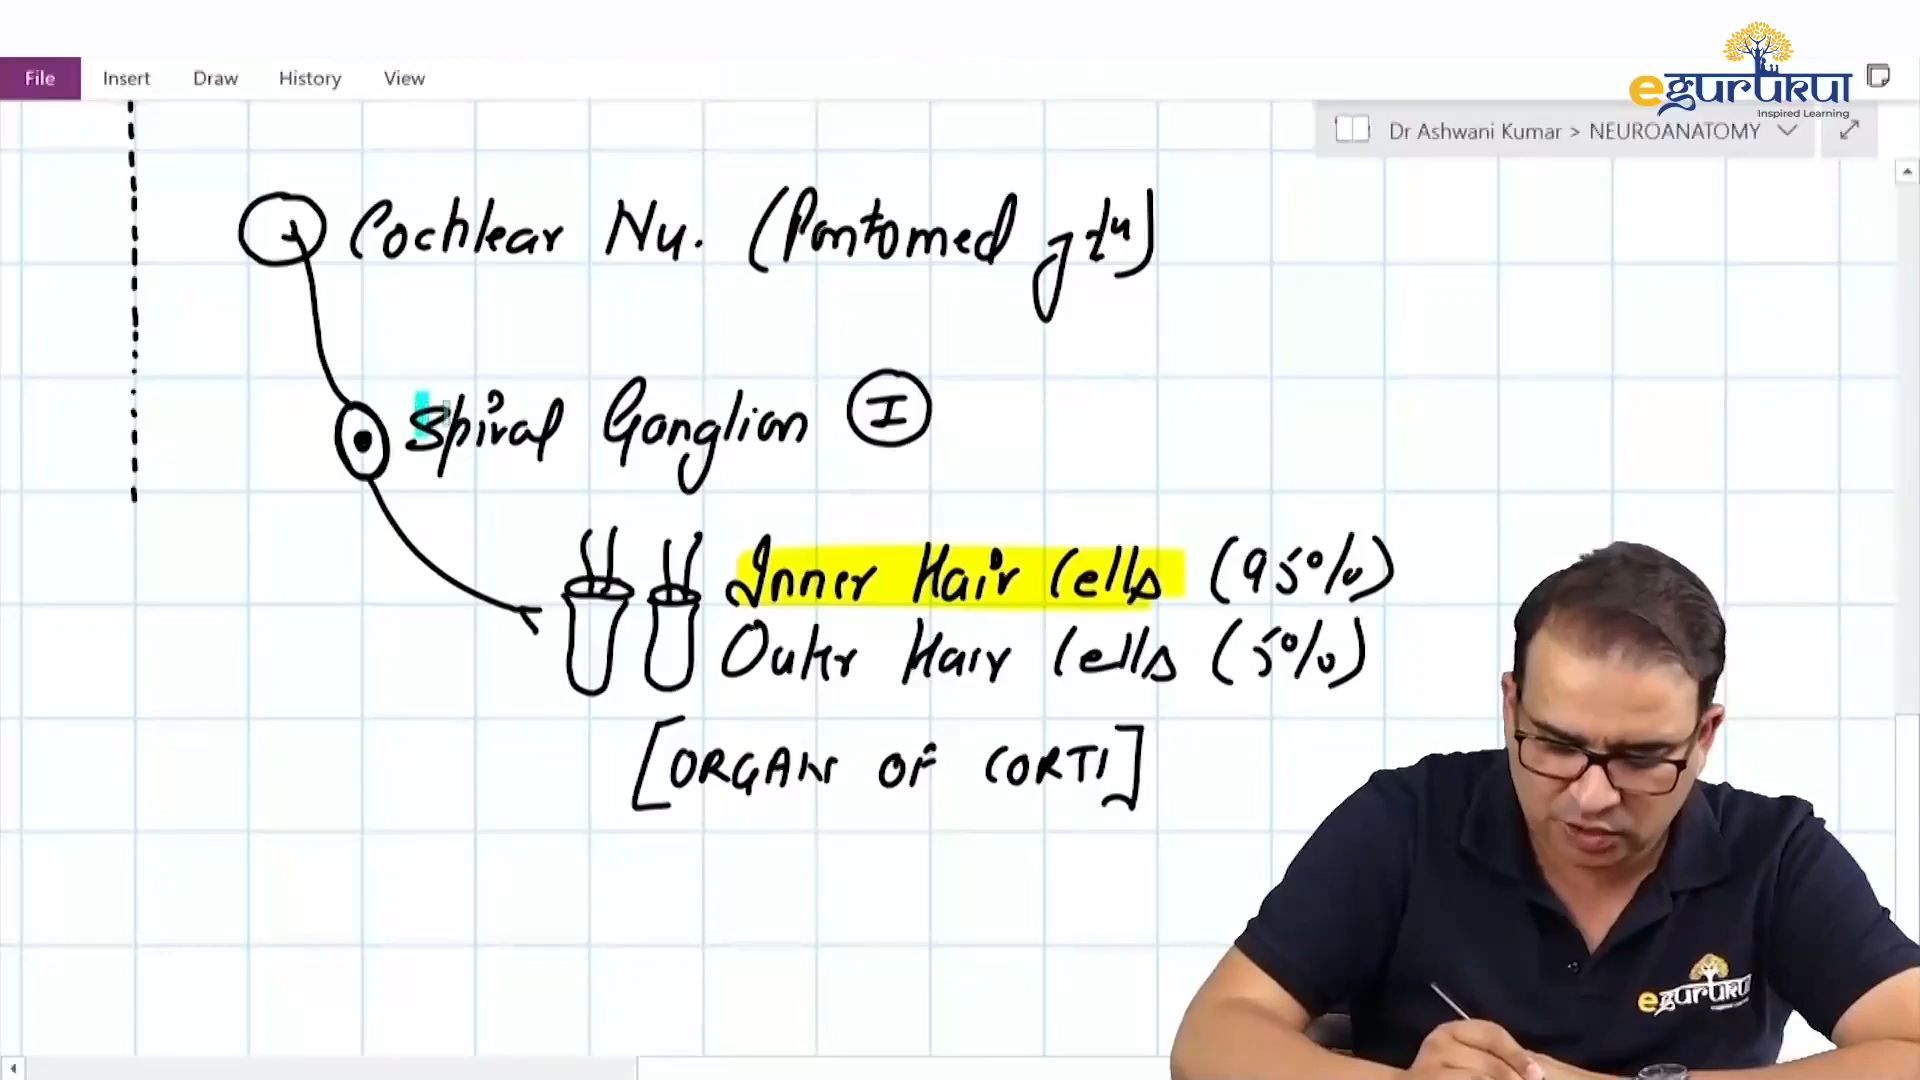 egurukul
Inspired Learning
File Insert Draw History View
Dr Ashwani Kumar > NEUROANATOMY
Cochlear Nu. (Pontomed jtn)
Spiral Ganglion I
Inner Hair Cells (95%)
Outer Hair Cells (5%)
[ORGAN OF CORTI]
egurukul